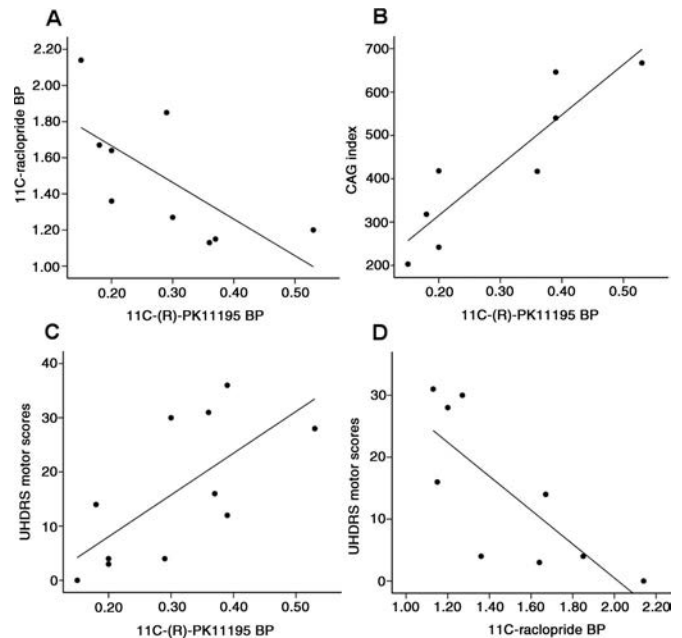 A
11C-raclopride BP
2.20
2.00
1.80
1.60
1.40
1.20
1.00
0.20 0.30 0.40 0.50
11C-(R)-PK11195 BP
B
CAG index
700
600
500
400
300
200
0.20 0.30 0.40 0.50
11C-(R)-PK11195 BP
C
UHDRS motor scores
40
30
20
10
0
0.20 0.30 0.40 0.50
11C-(R)-PK11195 BP
D
UHDRS motor scores
30
20
10
0
1.00 1.20 1.40 1.60 1.80 2.00 2.20
11C-raclopride BP